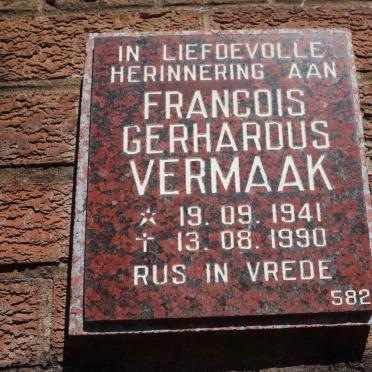 IN LIEFDEVOLLE
HERINNERING AAN
FRANCOIS
GERHARDUS
VERMAAK
☆ 19. 09. 1941
† 13. 08. 1990
RUS IN VREDE
582